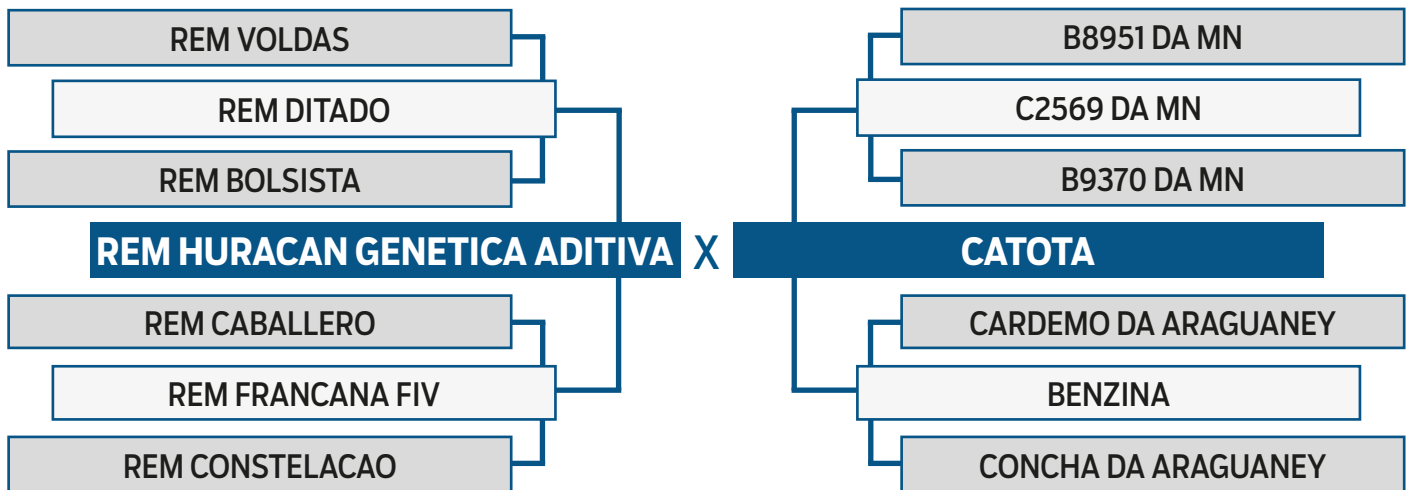 REM VOLDAS
REM DITADO
REM BOLSISTA
REM HURACAN GENETICA ADITIVA X CATOTA
REM CABALLERO
REM FRANCANA FIV
REM CONSTELACAO
B8951 DA MN
C2569 DA MN
B9370 DA MN
CARDEMO DA ARAGUANEY
BENZINA
CONCHA DA ARAGUANEY